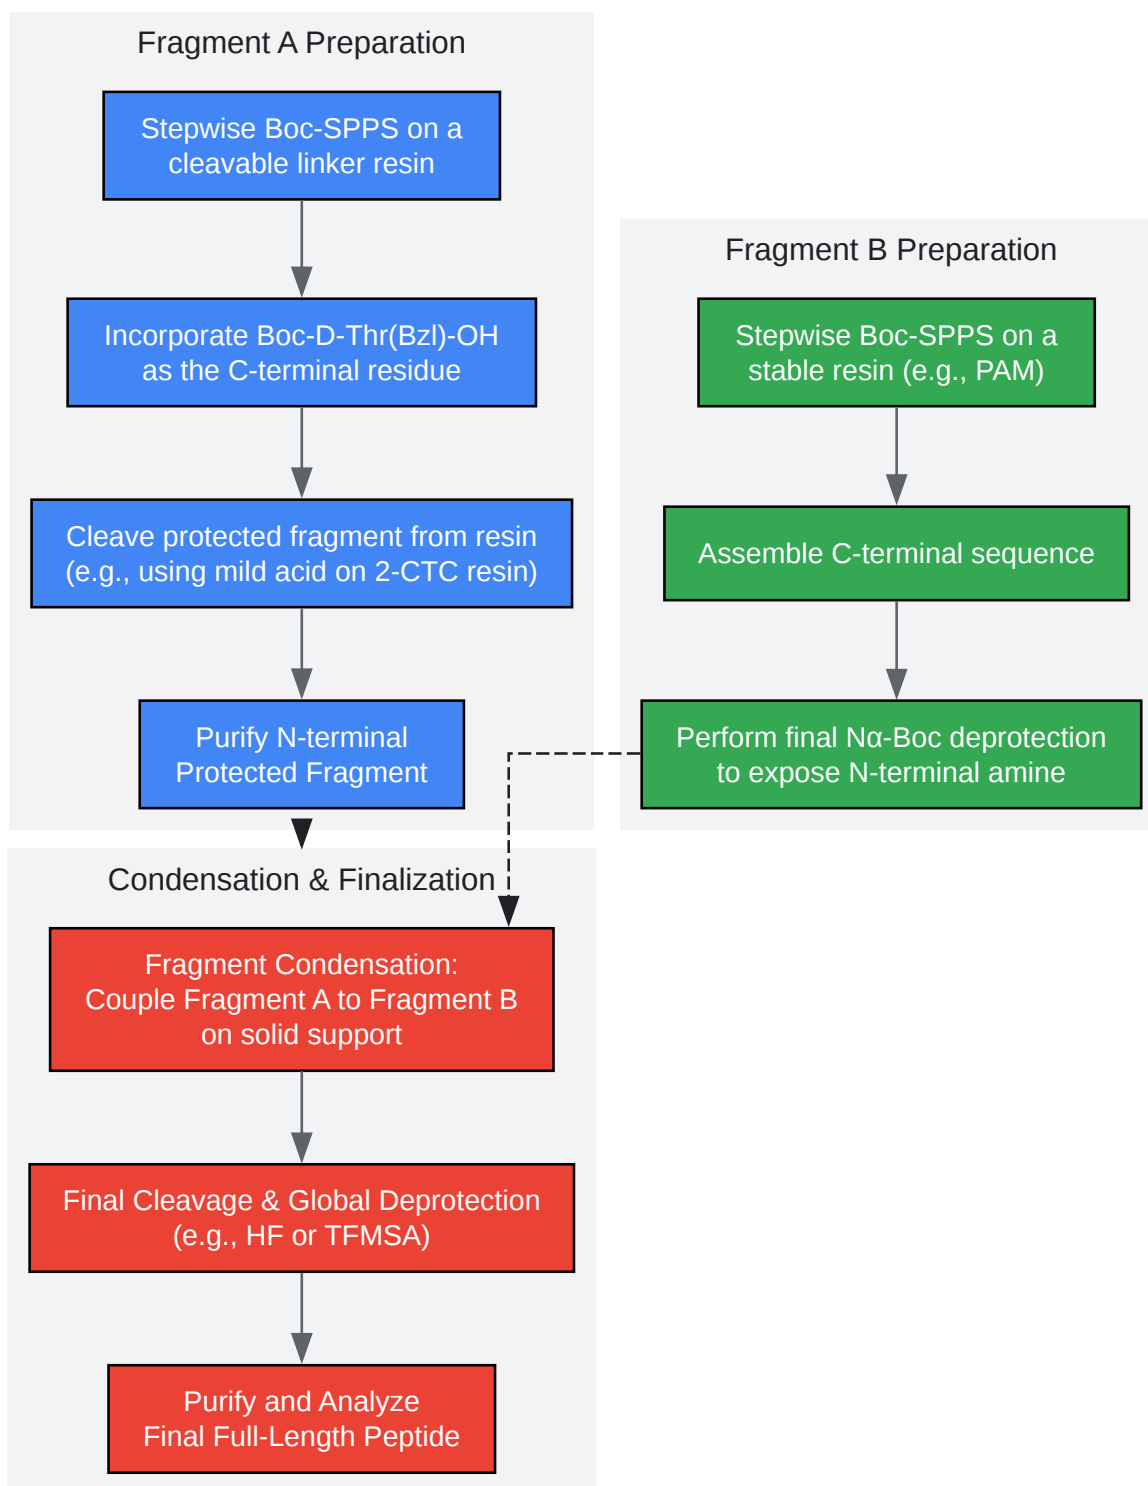 Fragment A Preparation
Stepwise Boc-SPPS on a
cleavable linker resin
Incorporate Boc-D-Thr(Bzl)-OH
as the C-terminal residue
Cleave protected fragment from resin
(e.g., using mild acid on 2-CTC resin)
Purify N-terminal
Protected Fragment
Fragment B Preparation
Stepwise Boc-SPPS on a
stable resin (e.g., PAM)
Assemble C-terminal sequence
Perform final Nα-Boc deprotection
to expose N-terminal amine
Condensation & Finalization
Fragment Condensation:
Couple Fragment A to Fragment B
on solid support
Final Cleavage & Global Deprotection
(e.g., HF or TFMSA)
Purify and Analyze
Final Full-Length Peptide